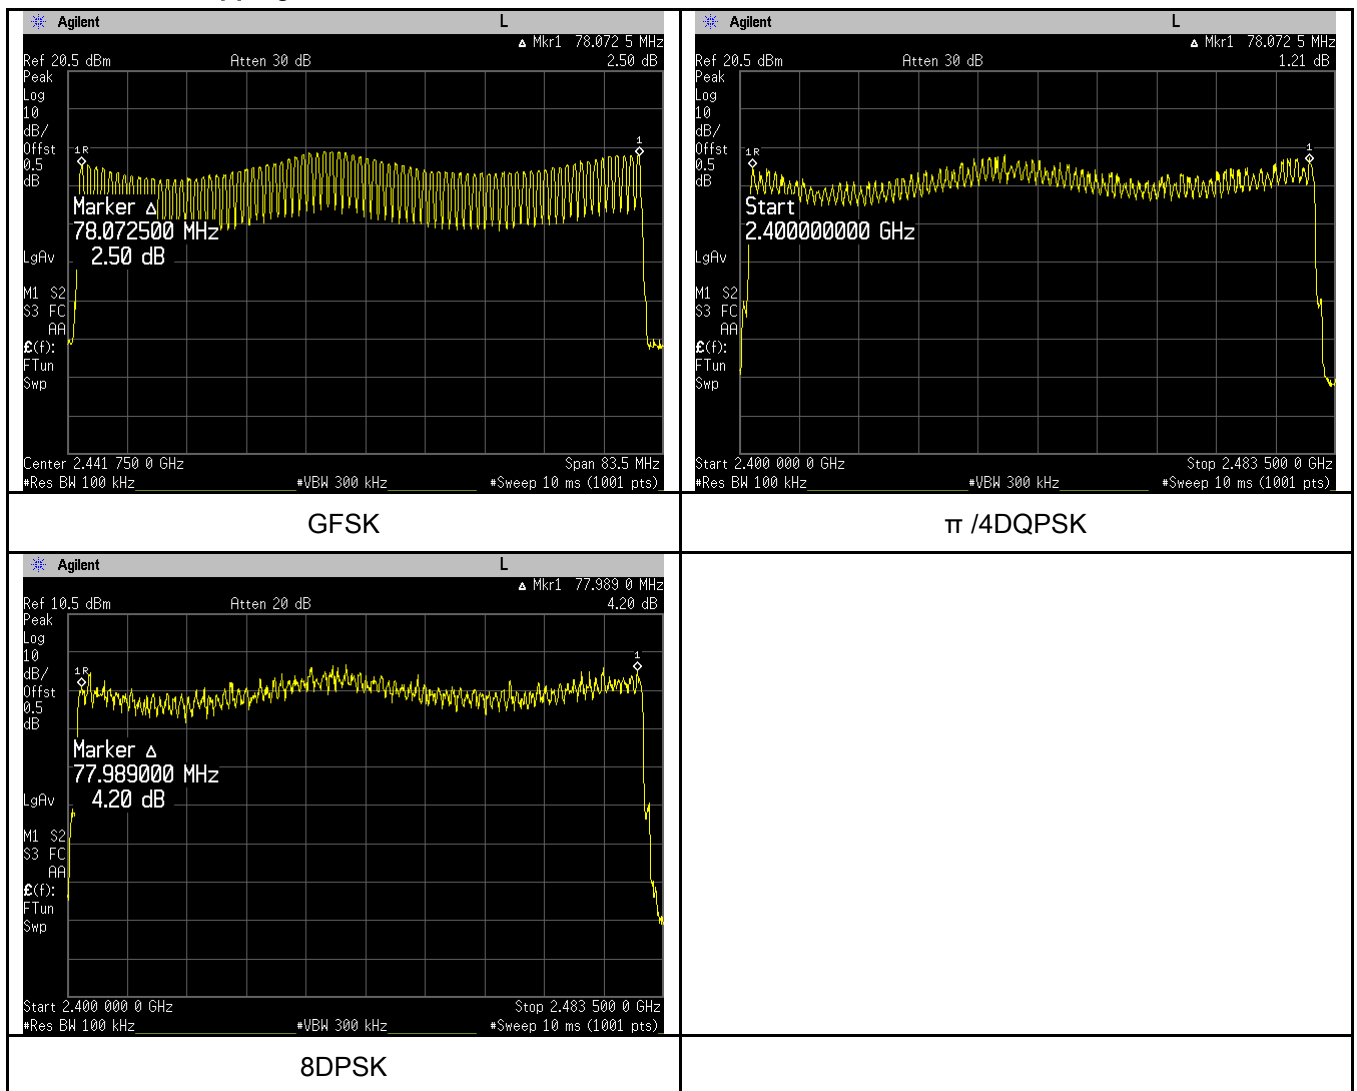 Agilent L
Δ Mkr1 78.072 5 MHz
Ref 20.5 dBm Atten 30 dB 2.50 dB
Peak
Log
10
dB/
Offst
0.5
dB
1R
1
Marker Δ
78.072500 MHz
2.50 dB
LgAv
M1 S2
S3 FC
AA
£(f):
FTun
Swp
Center 2.441 750 0 GHz Span 83.5 MHz
#Res BW 100 kHz #VBW 300 kHz #Sweep 10 ms (1001 pts)
GFSK
Agilent L
Δ Mkr1 78.072 5 MHz
Ref 20.5 dBm Atten 30 dB 1.21 dB
Peak
Log
10
dB/
Offst
0.5
dB
1R
1
Start
2.400000000 GHz
LgAv
M1 S2
S3 FC
AA
£(f):
FTun
Swp
Start 2.400 000 0 GHz Stop 2.483 500 0 GHz
#Res BW 100 kHz #VBW 300 kHz #Sweep 10 ms (1001 pts)
π /4DQPSK
Agilent L
Δ Mkr1 77.989 0 MHz
Ref 10.5 dBm Atten 20 dB 4.20 dB
Peak
Log
10
dB/
Offst
0.5
dB
1R
1
Marker Δ
77.989000 MHz
4.20 dB
LgAv
M1 S2
S3 FC
AA
£(f):
FTun
Swp
Start 2.400 000 0 GHz Stop 2.483 500 0 GHz
#Res BW 100 kHz #VBW 300 kHz #Sweep 10 ms (1001 pts)
8DPSK